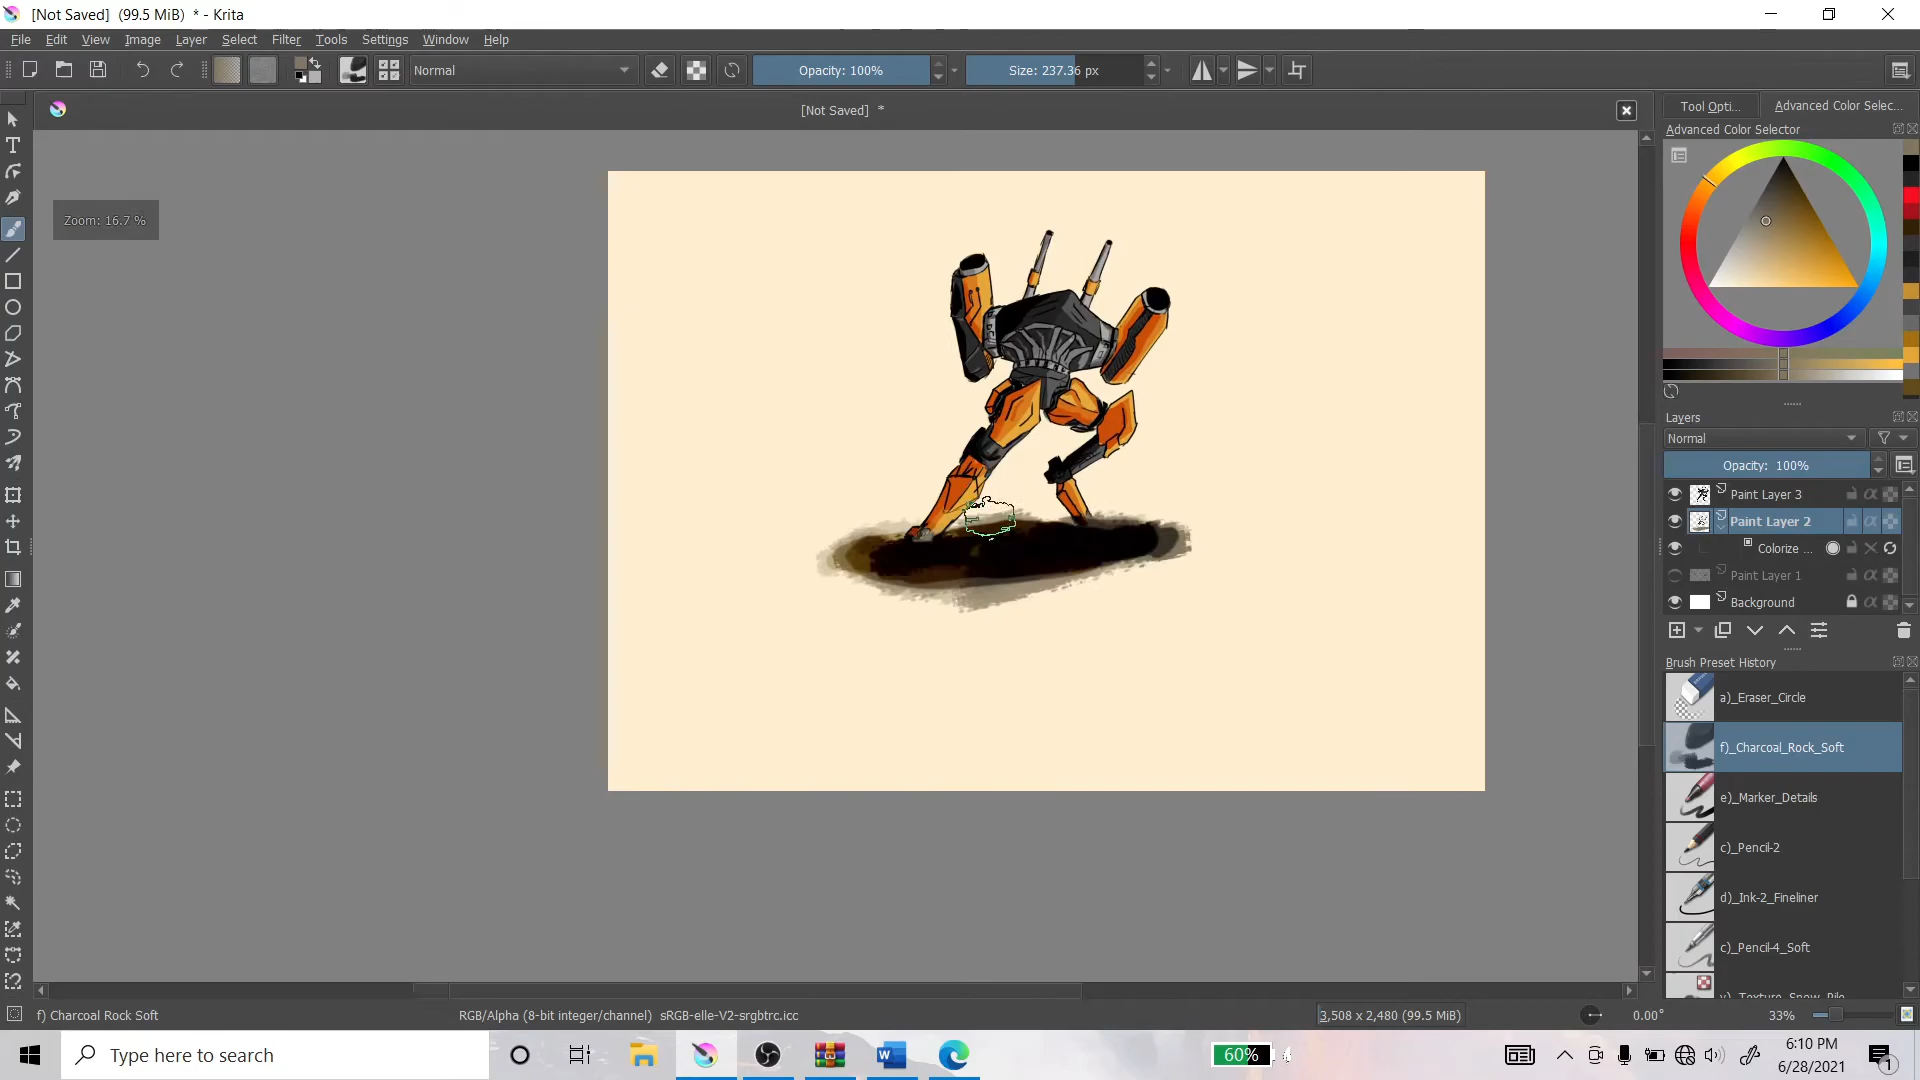 [Not Saved]  (99.5 MiB)  * - Krita
File Edit View Image Layer Select Filter Tools Settings Window Help
Normal
Opacity: 100%
Size: 237.36 px
[Not Saved]  *
Tool Opti...
Advanced Color Selec...
Advanced Color Selector
Zoom: 16.7 %
Layers
Normal
Opacity:  100%
Paint Layer 3
Paint Layer 2
Colorize ...
Paint Layer 1
Background
Brush Preset History
a)_Eraser_Circle
f)_Charcoal_Rock_Soft
e)_Marker_Details
c)_Pencil-2
d)_Ink-2_Fineliner
c)_Pencil-4_Soft
f) Charcoal Rock Soft
RGB/Alpha (8-bit integer/channel)  sRGB-elle-V2-srgbtrc.icc
3,508 x 2,480 (99.5 MiB)
0.00°
33%
Type here to search
60%
6:10 PM
6/28/2021
1